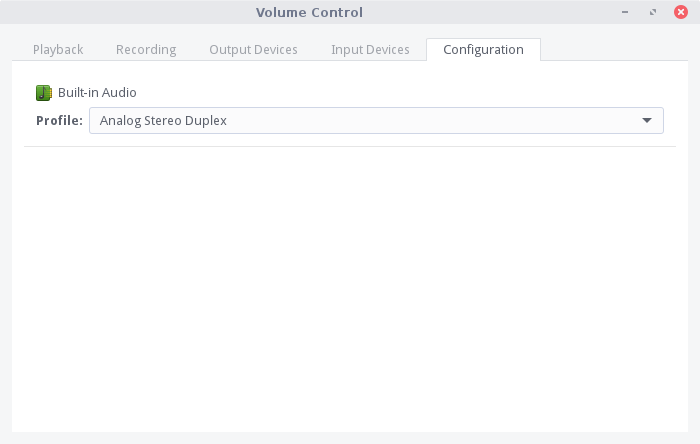 Volume Control
Playback Recording Output Devices Input Devices Configuration
Built-in Audio
Profile: Analog Stereo Duplex